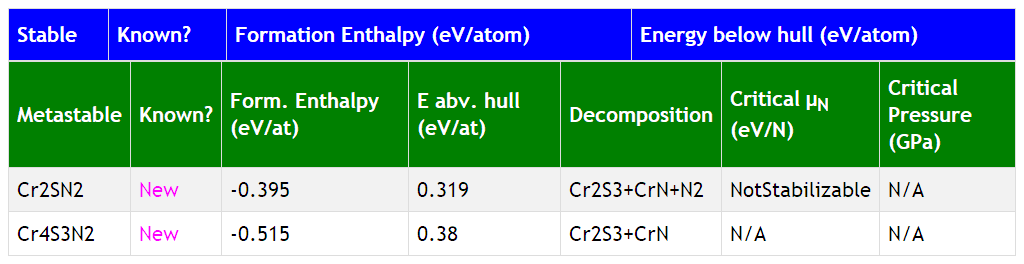 Stable Known? Formation Enthalpy (eV/atom) Energy below hull (eV/atom)
Metastable Known? Form. Enthalpy (eV/at) E abv. hull (eV/at) Decomposition Critical μN (eV/N) Critical Pressure (GPa)
Cr2SN2 New -0.395 0.319 Cr2S3+CrN+N2 NotStabilizable N/A
Cr4S3N2 New -0.515 0.38 Cr2S3+CrN N/A N/A